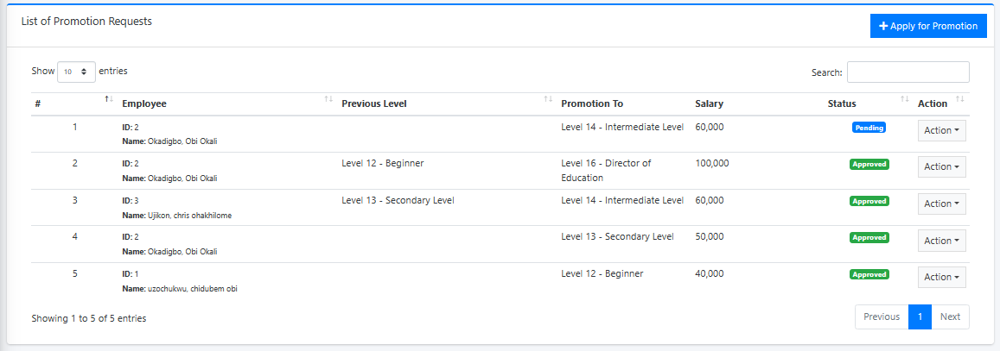 List of Promotion Requests
+ Apply for Promotion
Show 10 entries
Search:
# Employee Previous Level Promotion To Salary Status Action
1 ID: 2 Level 14 - Intermediate Level 60,000 Pending Action
Name: Okadigbo, Obi Okali
2 ID: 2 Level 12 - Beginner Level 16 - Director of 100,000 Approved Action
Name: Okadigbo, Obi Okali Education
3 ID: 3 Level 13 - Secondary Level Level 14 - Intermediate Level 60,000 Approved Action
Name: Ujikon, chris ohakhilome
4 ID: 2 Level 13 - Secondary Level 50,000 Approved Action
Name: Okadigbo, Obi Okali
5 ID: 1 Level 12 - Beginner 40,000 Approved Action
Name: uzochukwu, chidubem obi
Showing 1 to 5 of 5 entries
Previous 1 Next